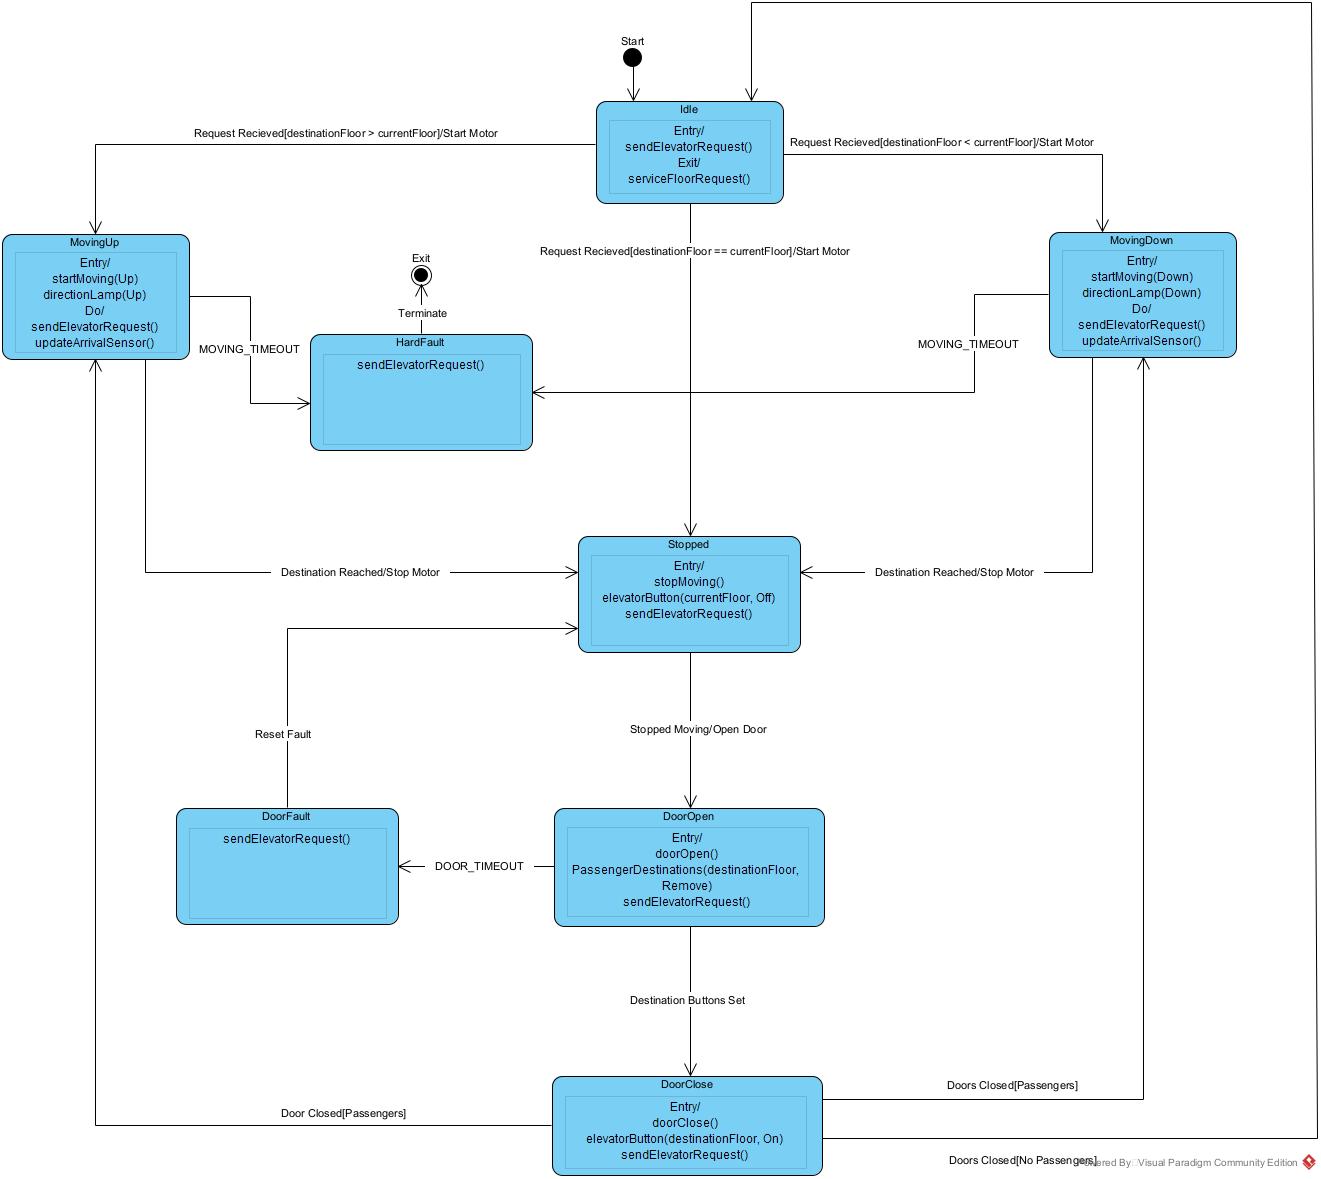 Start
Idle
Entry/
sendElevatorRequest()
Exit/
serviceFloorRequest()
Request Recieved[destinationFloor > currentFloor]/Start Motor
Request Recieved[destinationFloor < currentFloor]/Start Motor
Request Recieved[destinationFloor == currentFloor]/Start Motor
MovingUp
Entry/
startMoving(Up)
directionLamp(Up)
Do/
sendElevatorRequest()
updateArrivalSensor()
MovingDown
Entry/
startMoving(Down)
directionLamp(Down)
Do/
sendElevatorRequest()
updateArrivalSensor()
Exit
Terminate
HardFault
sendElevatorRequest()
MOVING_TIMEOUT
MOVING_TIMEOUT
Stopped
Entry/
stopMoving()
elevatorButton(currentFloor, Off)
sendElevatorRequest()
Destination Reached/Stop Motor
Destination Reached/Stop Motor
Reset Fault
Stopped Moving/Open Door
DoorFault
sendElevatorRequest()
DOOR_TIMEOUT
DoorOpen
Entry/
doorOpen()
PassengerDestinations(destinationFloor,
Remove)
sendElevatorRequest()
Destination Buttons Set
DoorClose
Entry/
doorClose()
elevatorButton(destinationFloor, On)
sendElevatorRequest()
Door Closed[Passengers]
Doors Closed[Passengers]
Doors Closed[No Passengers]
Powered By Visual Paradigm Community Edition